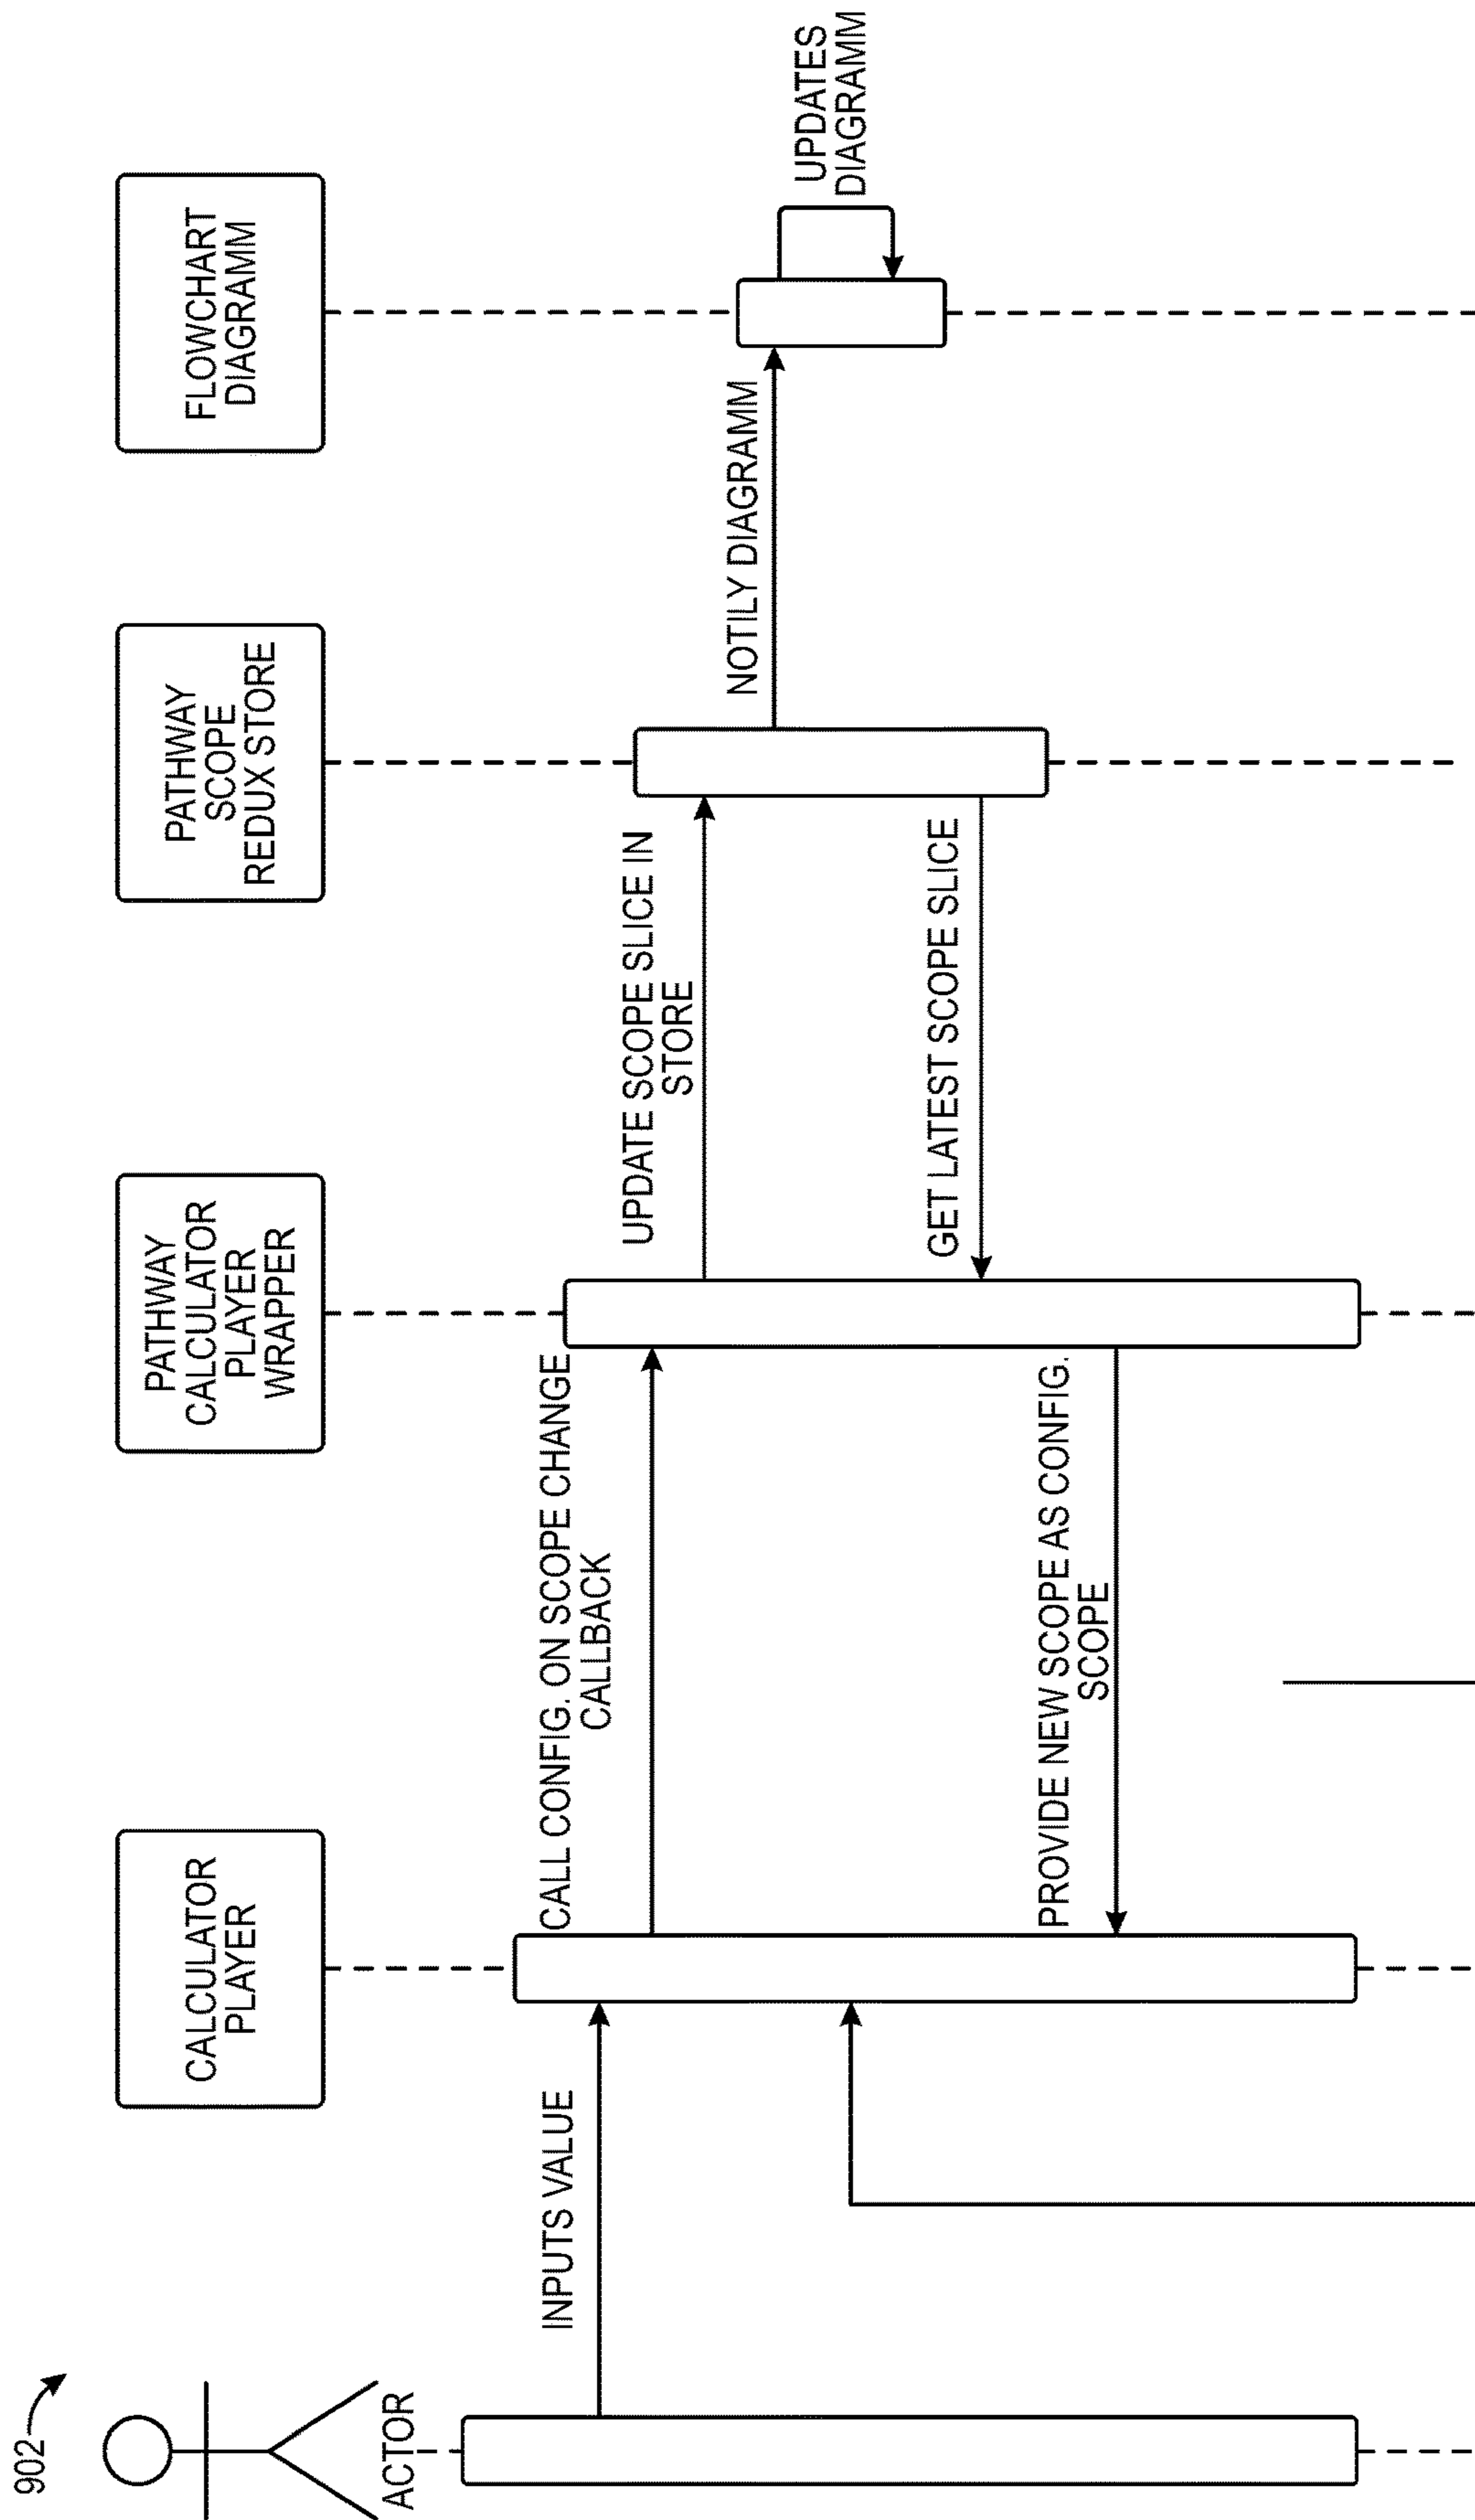 902
ACTOR
CALCULATOR
PLAYER
PATHWAY
CALCULATOR
PLAYER
WRAPPER
PATHWAY
SCOPE
REDUX STORE
FLOWCHART
DIAGRAMM
INPUTS VALUE
CALL CONFIG. ON SCOPE CHANGE
CALLBACK
UPDATE SCOPE SLICE IN
STORE
NOTILY DIAGRAMM
UPDATES
DIAGRAMM
GET LATEST SCOPE SLICE
PROVIDE NEW SCOPE AS CONFIG.
SCOPE